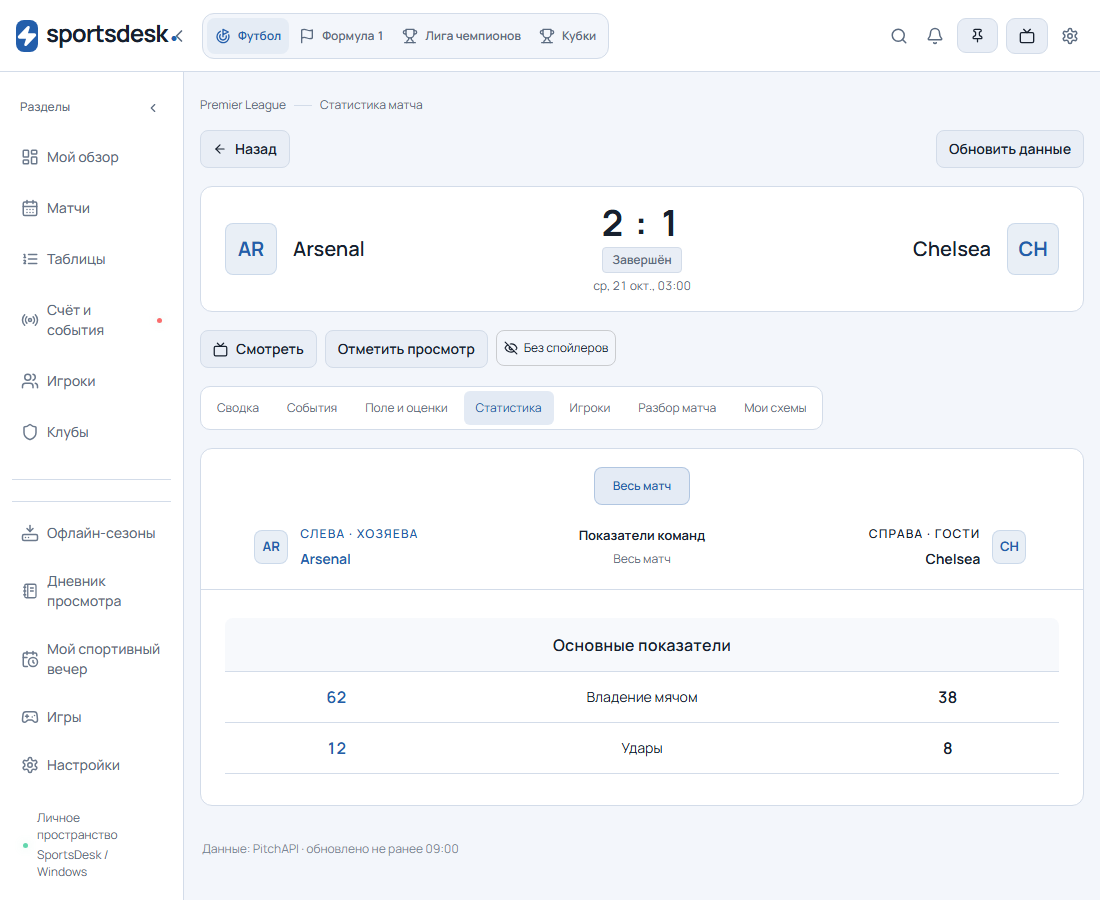 sportsdesk
Футбол
Формула 1
Лига чемпионов
Кубки
Разделы
Мой обзор
Матчи
Таблицы
Счёт и
события
Игроки
Клубы
Офлайн-сезоны
Дневник
просмотра
Мой спортивный
вечер
Игры
Настройки
Личное
пространство
SportsDesk /
Windows
Premier League — Статистика матча
Назад
Обновить данные
AR Arsenal
2 : 1
Завершён
ср, 21 окт., 03:00
Chelsea CH
Смотреть
Отметить просмотр
Без спойлеров
Сводка
События
Поле и оценки
Статистика
Игроки
Разбор матча
Мои схемы
Весь матч
AR
СЛЕВА · ХОЗЯЕВА
Arsenal
Показатели команд
Весь матч
СПРАВА · ГОСТИ
Chelsea
CH
Основные показатели
62 Владение мячом 38
12 Удары 8
Данные: PitchAPI · обновлено не ранее 09:00